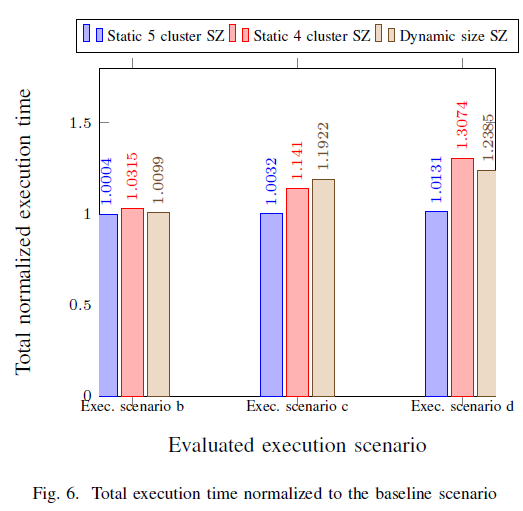 Static 5 cluster SZ Static 4 cluster SZ Dynamic size SZ
Total normalized execution time
1.5
1
0.5
0
1.0004
1.0315
1.0099
1.0032
1.141
1.1922
1.0131
1.3074
1.2385
Exec. scenario b
Exec. scenario c
Exec. scenario d
Evaluated execution scenario
Fig. 6. Total execution time normalized to the baseline scenario